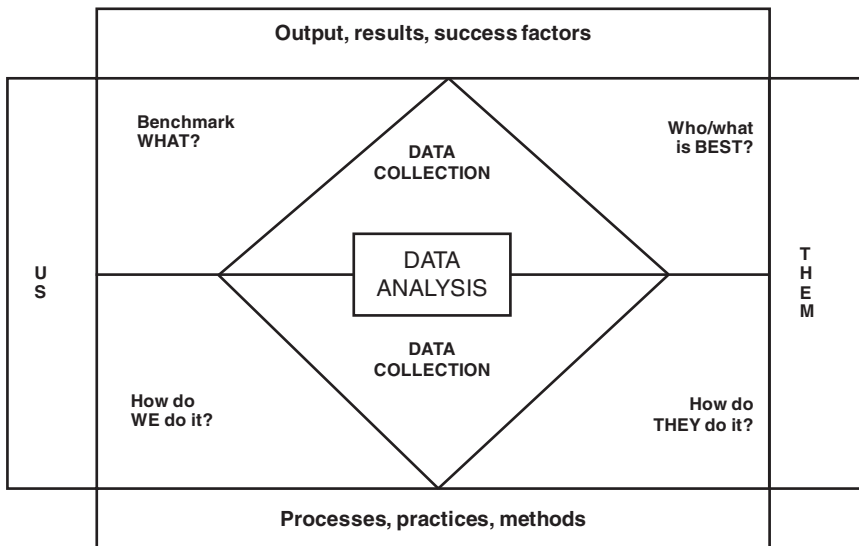 Output, results, success factors
Benchmark
WHAT?
Who/what
is BEST?
DATA
COLLECTION
U
S
DATA
ANALYSIS
T
H
E
M
DATA
COLLECTION
How do
WE do it?
How do
THEY do it?
Processes, practices, methods